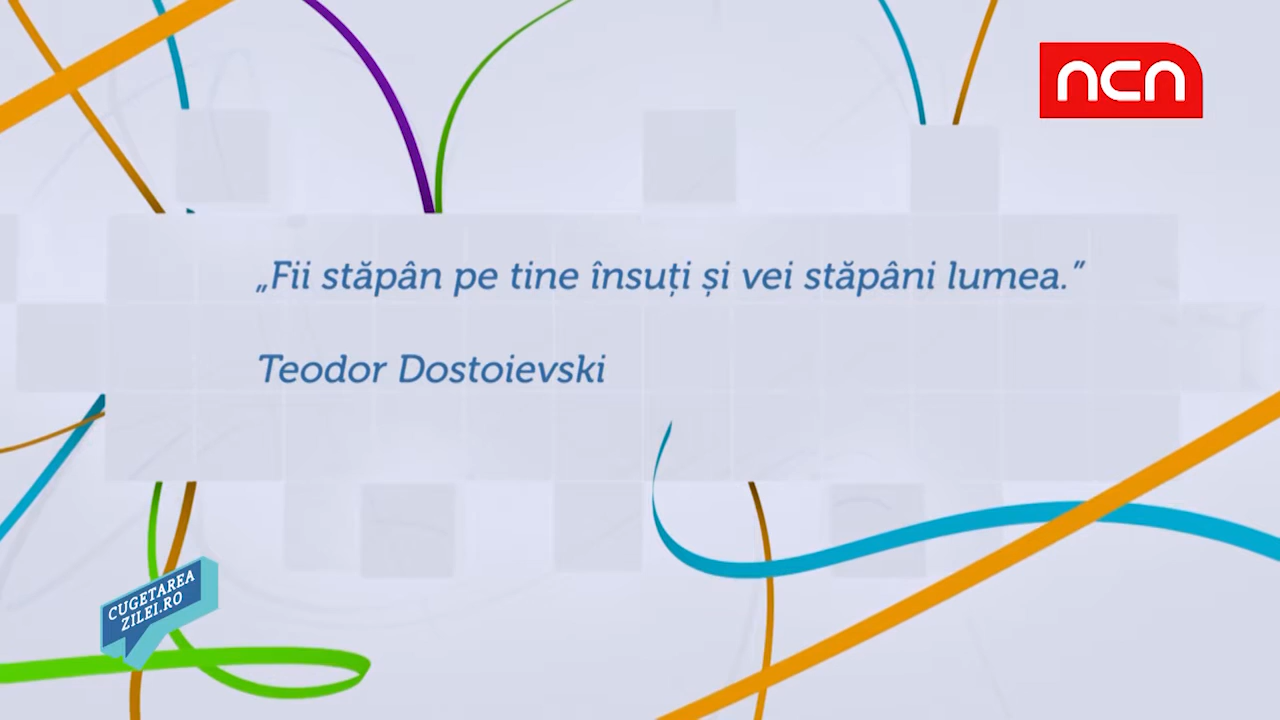 ncn
„Fii stăpân pe tine însuți și vei stăpâni lumea.”
Teodor Dostoievski
CUGETAREA
ZILEI.RO